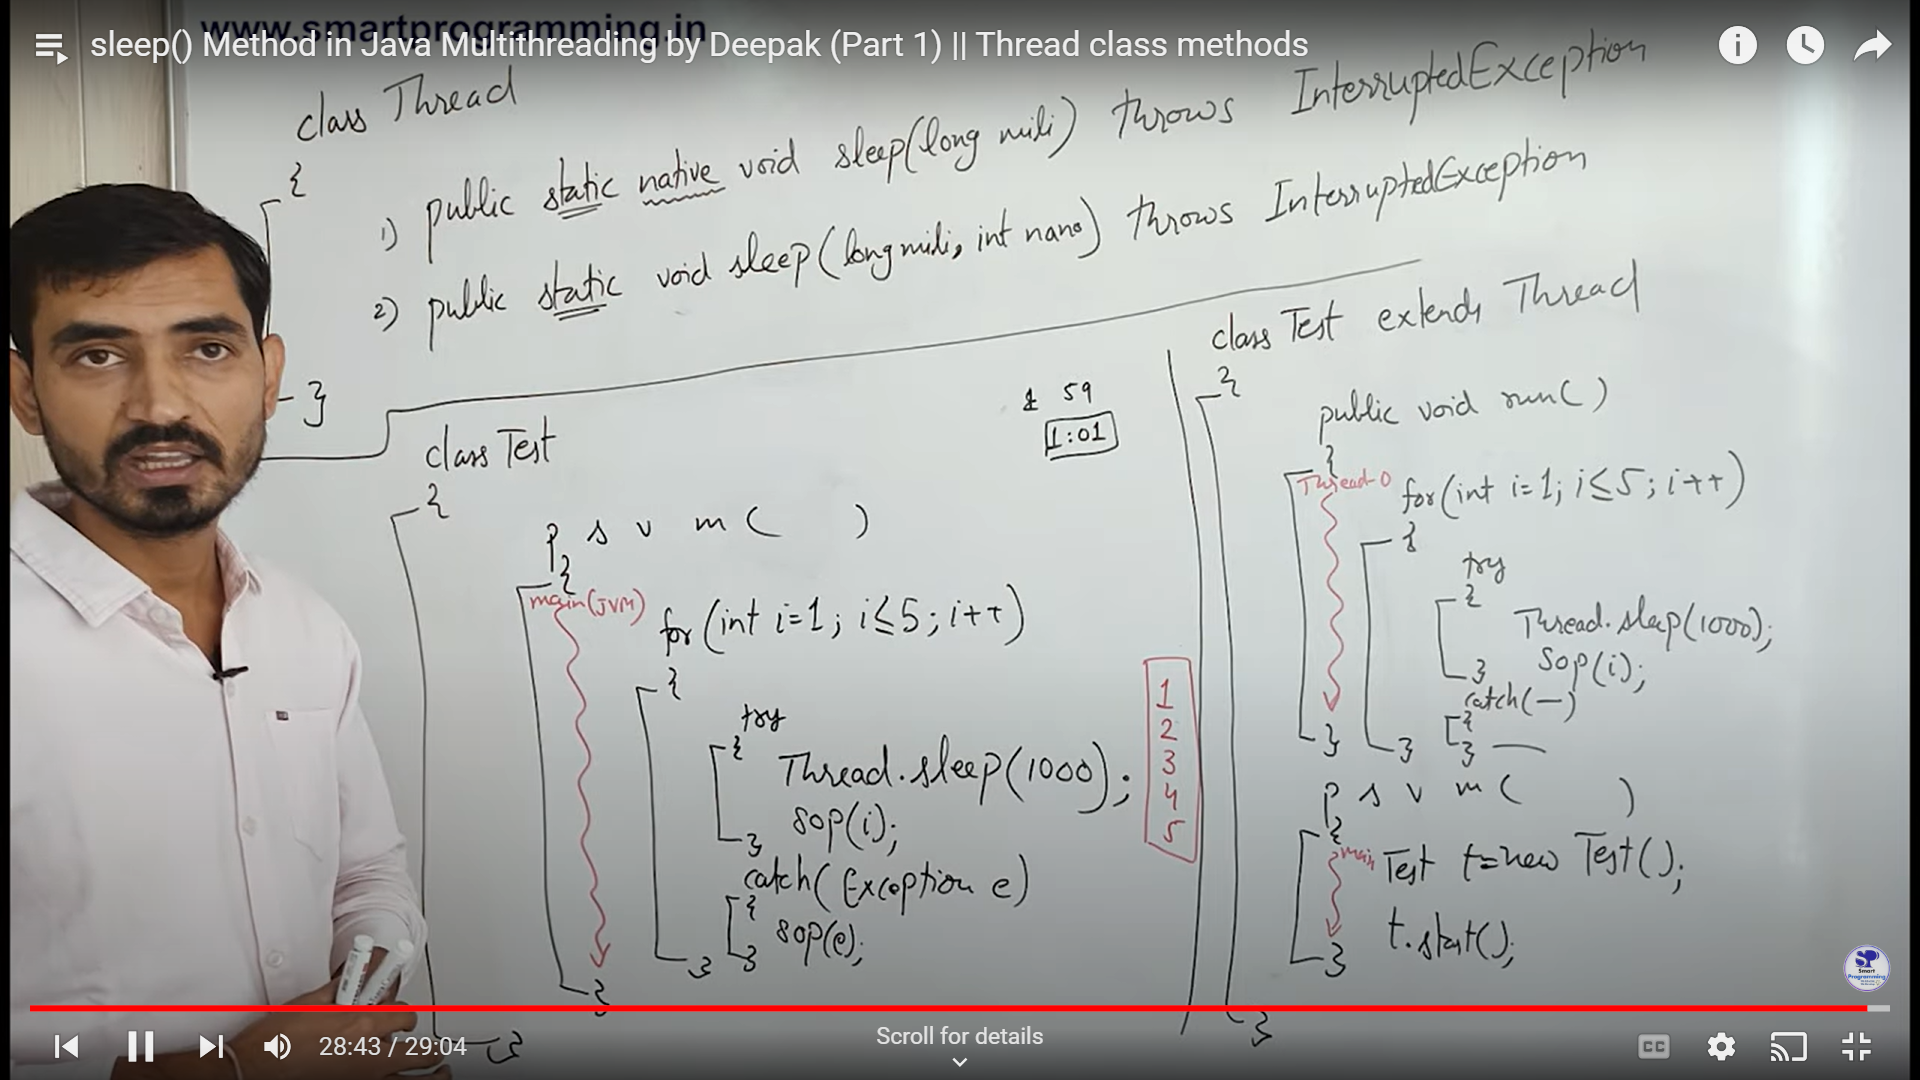 www.smartprogramming.in
sleep() Method in Java Multithreading by Deepak (Part 1) || Thread class methods
class Thread
{
1) public static native void sleep(long mili) throws InterruptedException
2) public static void sleep(long mili, int nano) throws InterruptedException
}
class Test
{
p s v m ( )
{
main(JVM)
for(int i=1; i≤5; i++)
{
try
{
Thread.sleep(1000);
sop(i);
}
catch(Exception e)
{
sop(e);
}
}
}
}
59
1:01
1
2
3
4
5
class Test extends Thread
{
public void run( )
{
Thread-0
for(int i=1; i≤5; i++)
{
try
{
Thread.sleep(1000);
Sop(i);
}
catch(—)
{
}
}
}
p s v m ( )
{
main
Test t=new Test();
t.start();
}
}
SP
Smart
Programming
28:43 / 29:04
Scroll for details
CC